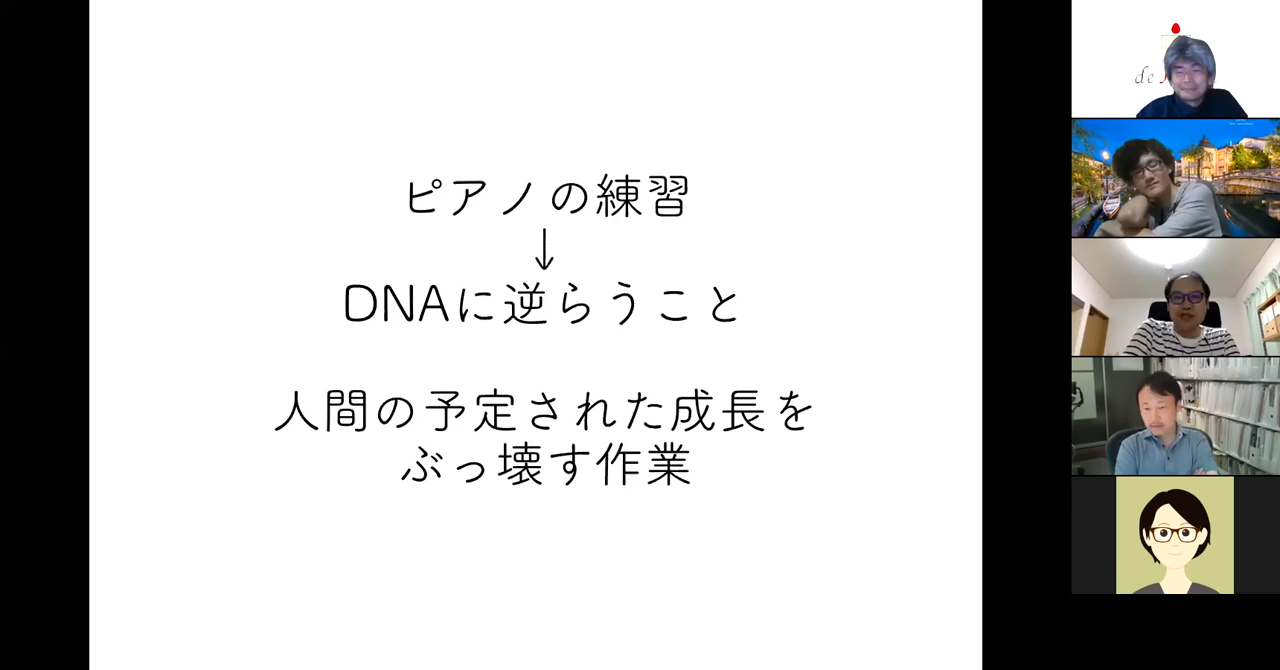 ピアノの練習
↓
DNAに逆らうこと
人間の予定された成長を
ぶっ壊す作業
de